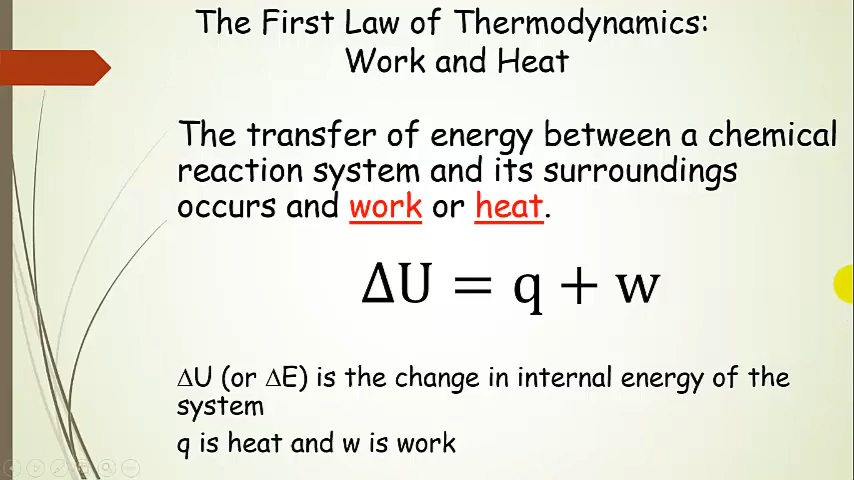 The First Law of Thermodynamics:
Work and Heat
The transfer of energy between a chemical
reaction system and its surroundings
occurs and work or heat.
ΔU = q + w
ΔU (or ΔE) is the change in internal energy of the
system
q is heat and w is work